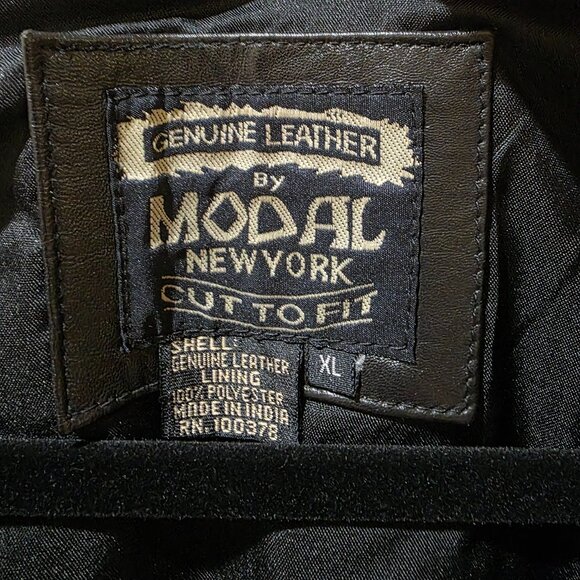 GENUINE LEATHER
By
MODAL
NEW YORK
CUT TO FIT
SHELL
GENUINE LEATHER
LINING
100% POLYESTER
MADE IN INDIA
RN 100378
XL